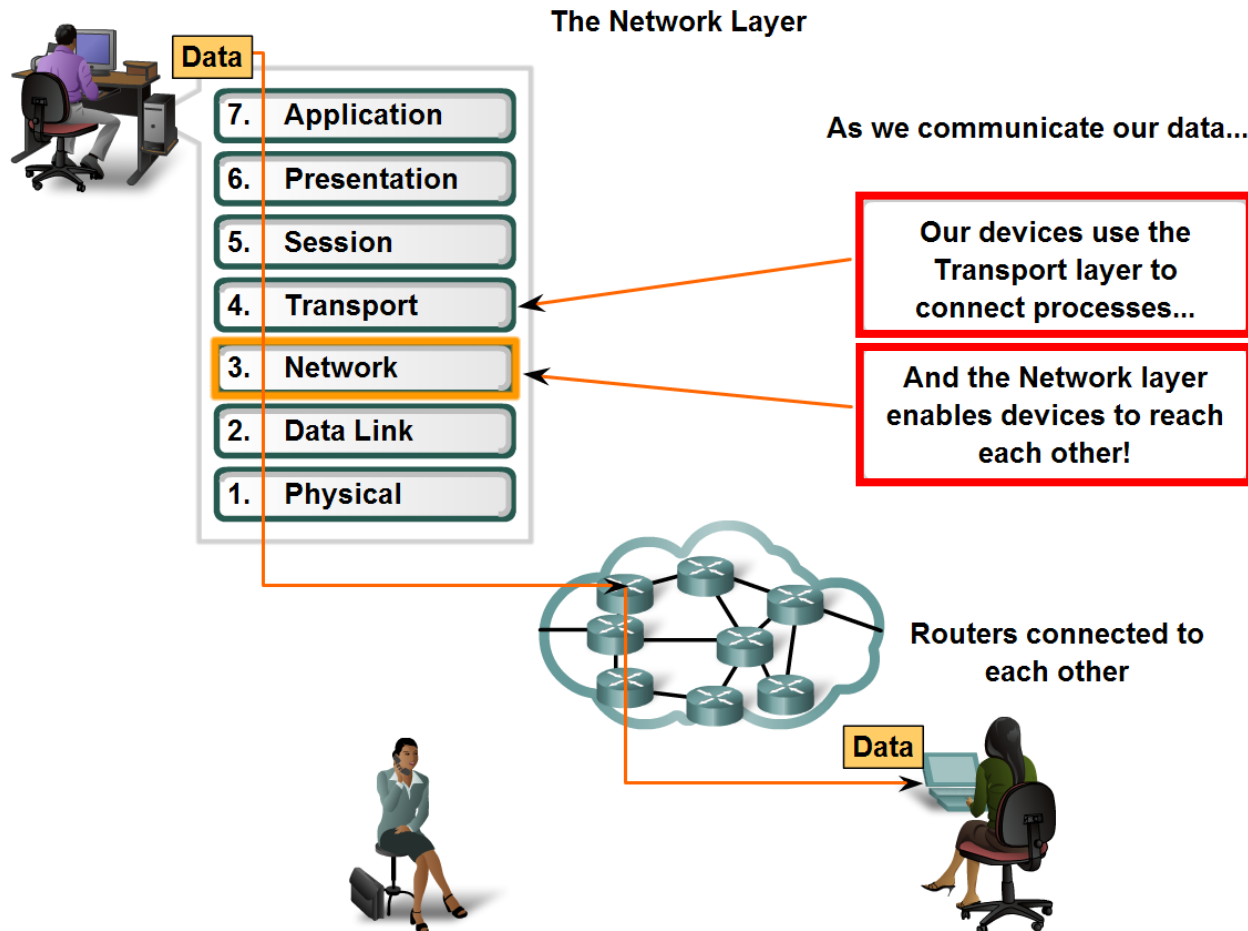 The Network Layer
Data
7. Application
6. Presentation
5. Session
4. Transport
3. Network
2. Data Link
1. Physical
As we communicate our data...
Our devices use the
Transport layer to
connect processes...
And the Network layer
enables devices to reach
each other!
Routers connected to
each other
Data